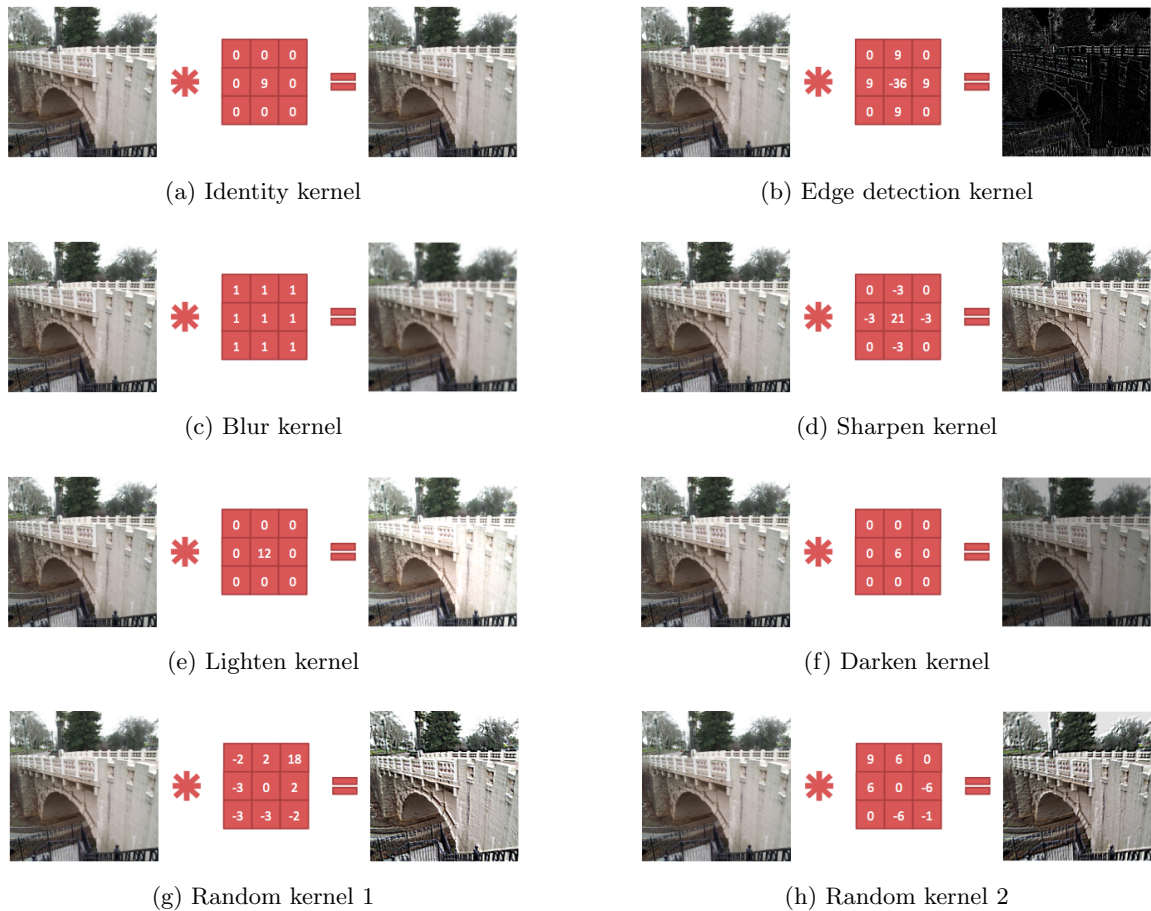 0 0 0
0 9 0
0 0 0
(a) Identity kernel
0 9 0
9 -36 9
0 9 0
(b) Edge detection kernel
1 1 1
1 1 1
1 1 1
(c) Blur kernel
0 -3 0
-3 21 -3
0 -3 0
(d) Sharpen kernel
0 0 0
0 12 0
0 0 0
(e) Lighten kernel
0 0 0
0 6 0
0 0 0
(f) Darken kernel
-2 2 18
-3 0 2
-3 -3 -2
(g) Random kernel 1
9 6 0
6 0 -6
0 -6 -1
(h) Random kernel 2